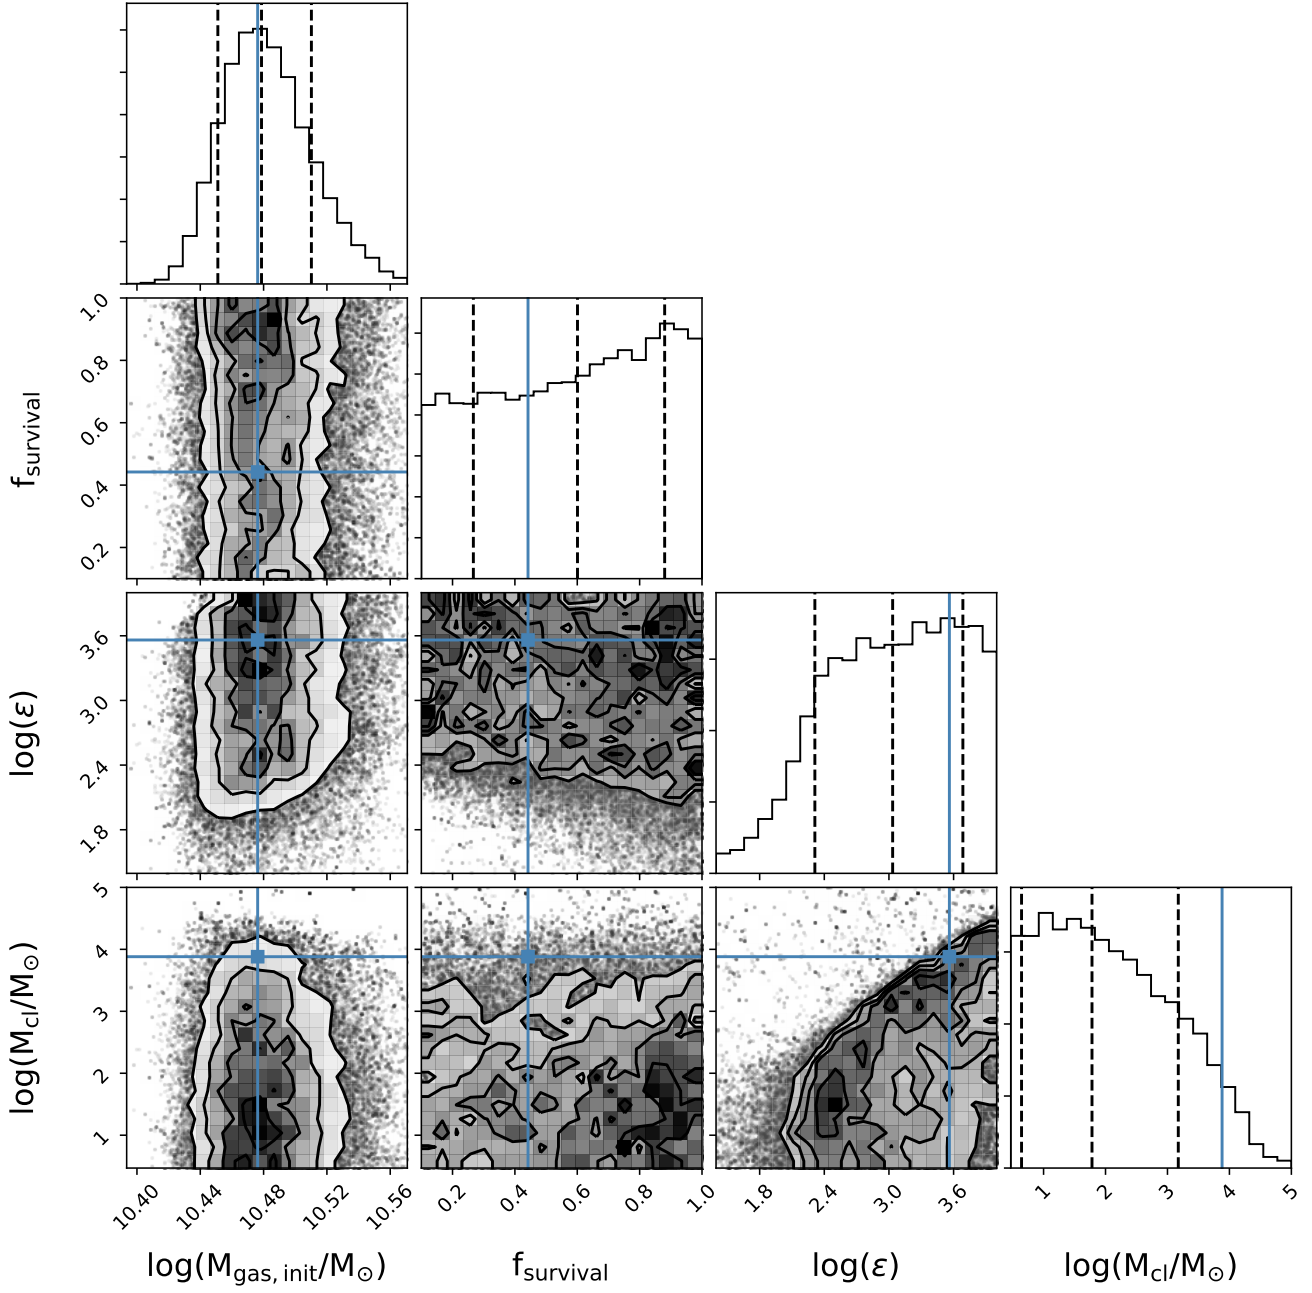 1.0
0.8
0.6
0.4
0.2
f_survival
3.6
3.0
2.4
1.8
log(ε)
5
4
3
2
1
log(M_cl/M_⊙)
10.40 10.44 10.48 10.52 10.56
0.2 0.4 0.6 0.8 1.0
1.8 2.4 3.0 3.6
1 2 3 4 5
log(M_gas, init/M_⊙) f_survival log(ε) log(M_cl/M_⊙)